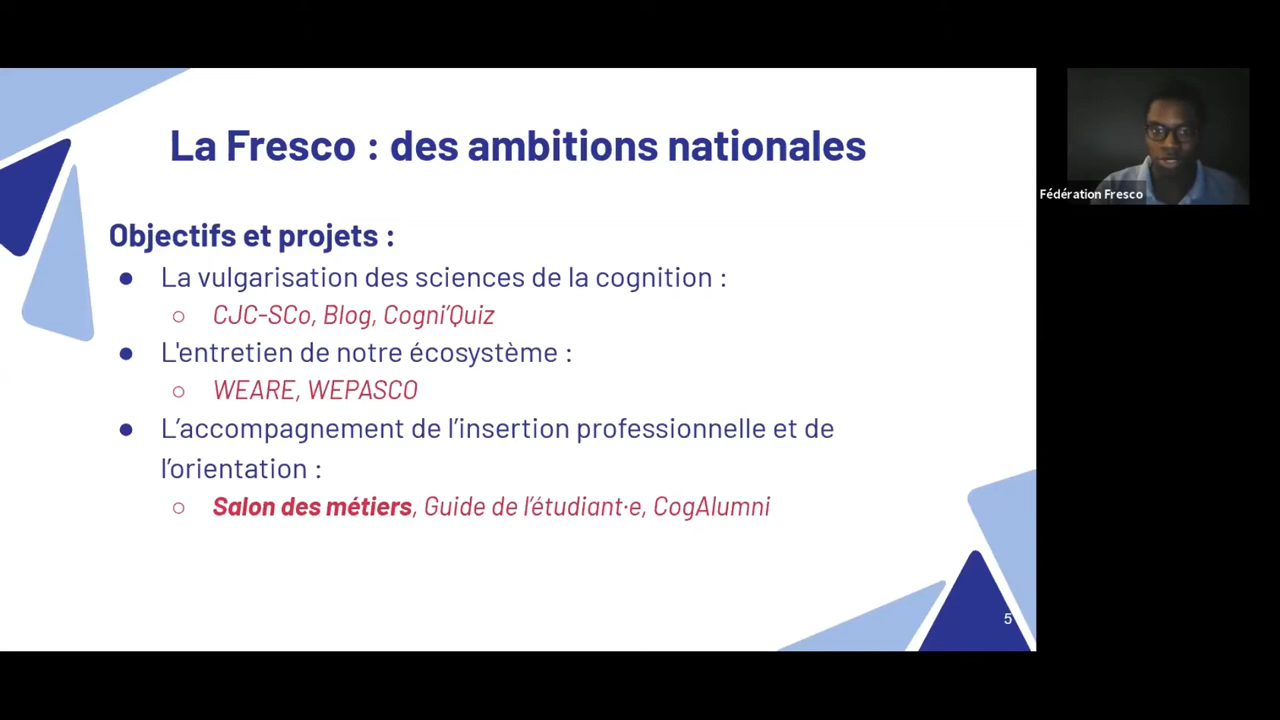 La Fresco : des ambitions nationales
Fédération Fresco
Objectifs et projets :
● La vulgarisation des sciences de la cognition :
○ CJC-SCo, Blog, Cogni'Quiz
● L'entretien de notre écosystème :
○ WEARE, WEPASCO
● L’accompagnement de l’insertion professionnelle et de
l’orientation :
○ Salon des métiers, Guide de l’étudiant·e, CogAlumni
5